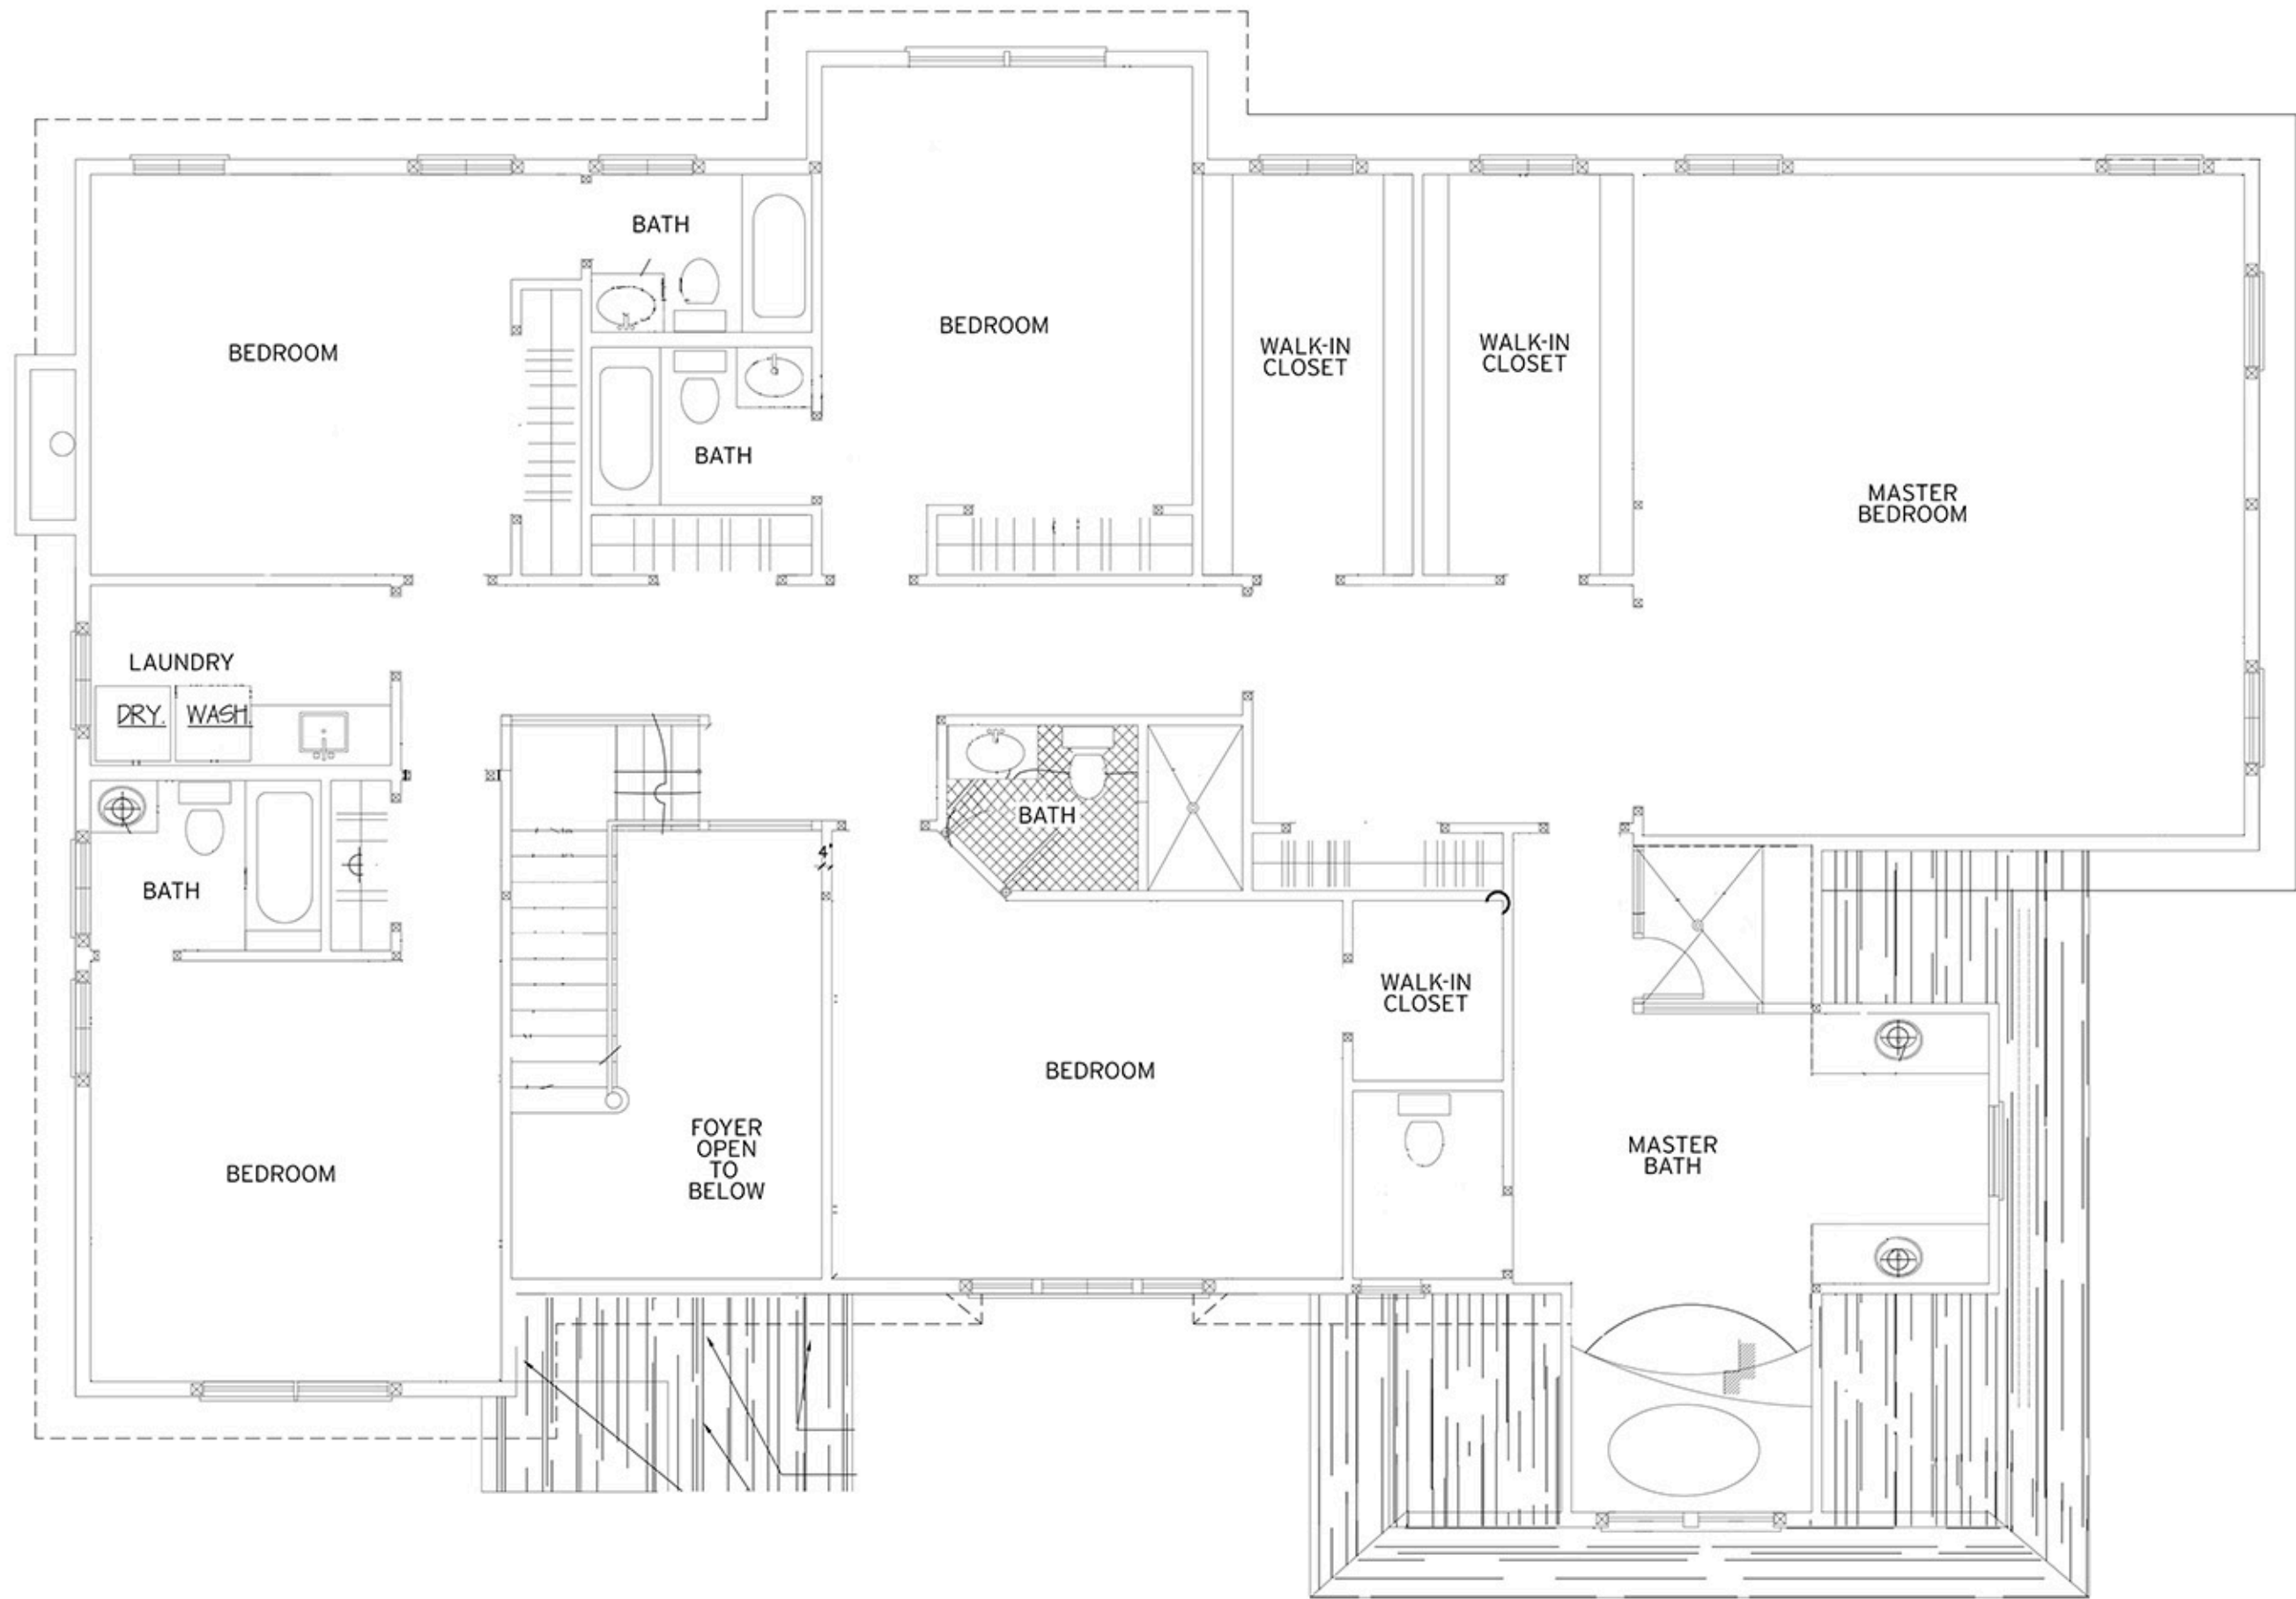 BATH
BEDROOM
BEDROOM
WALK-IN
CLOSET
WALK-IN
CLOSET
BATH
MASTER
BEDROOM
LAUNDRY
DRY.
WASH.
BATH
4'
BATH
WALK-IN
CLOSET
BEDROOM
FOYER
OPEN
TO
BELOW
MASTER
BATH
BEDROOM